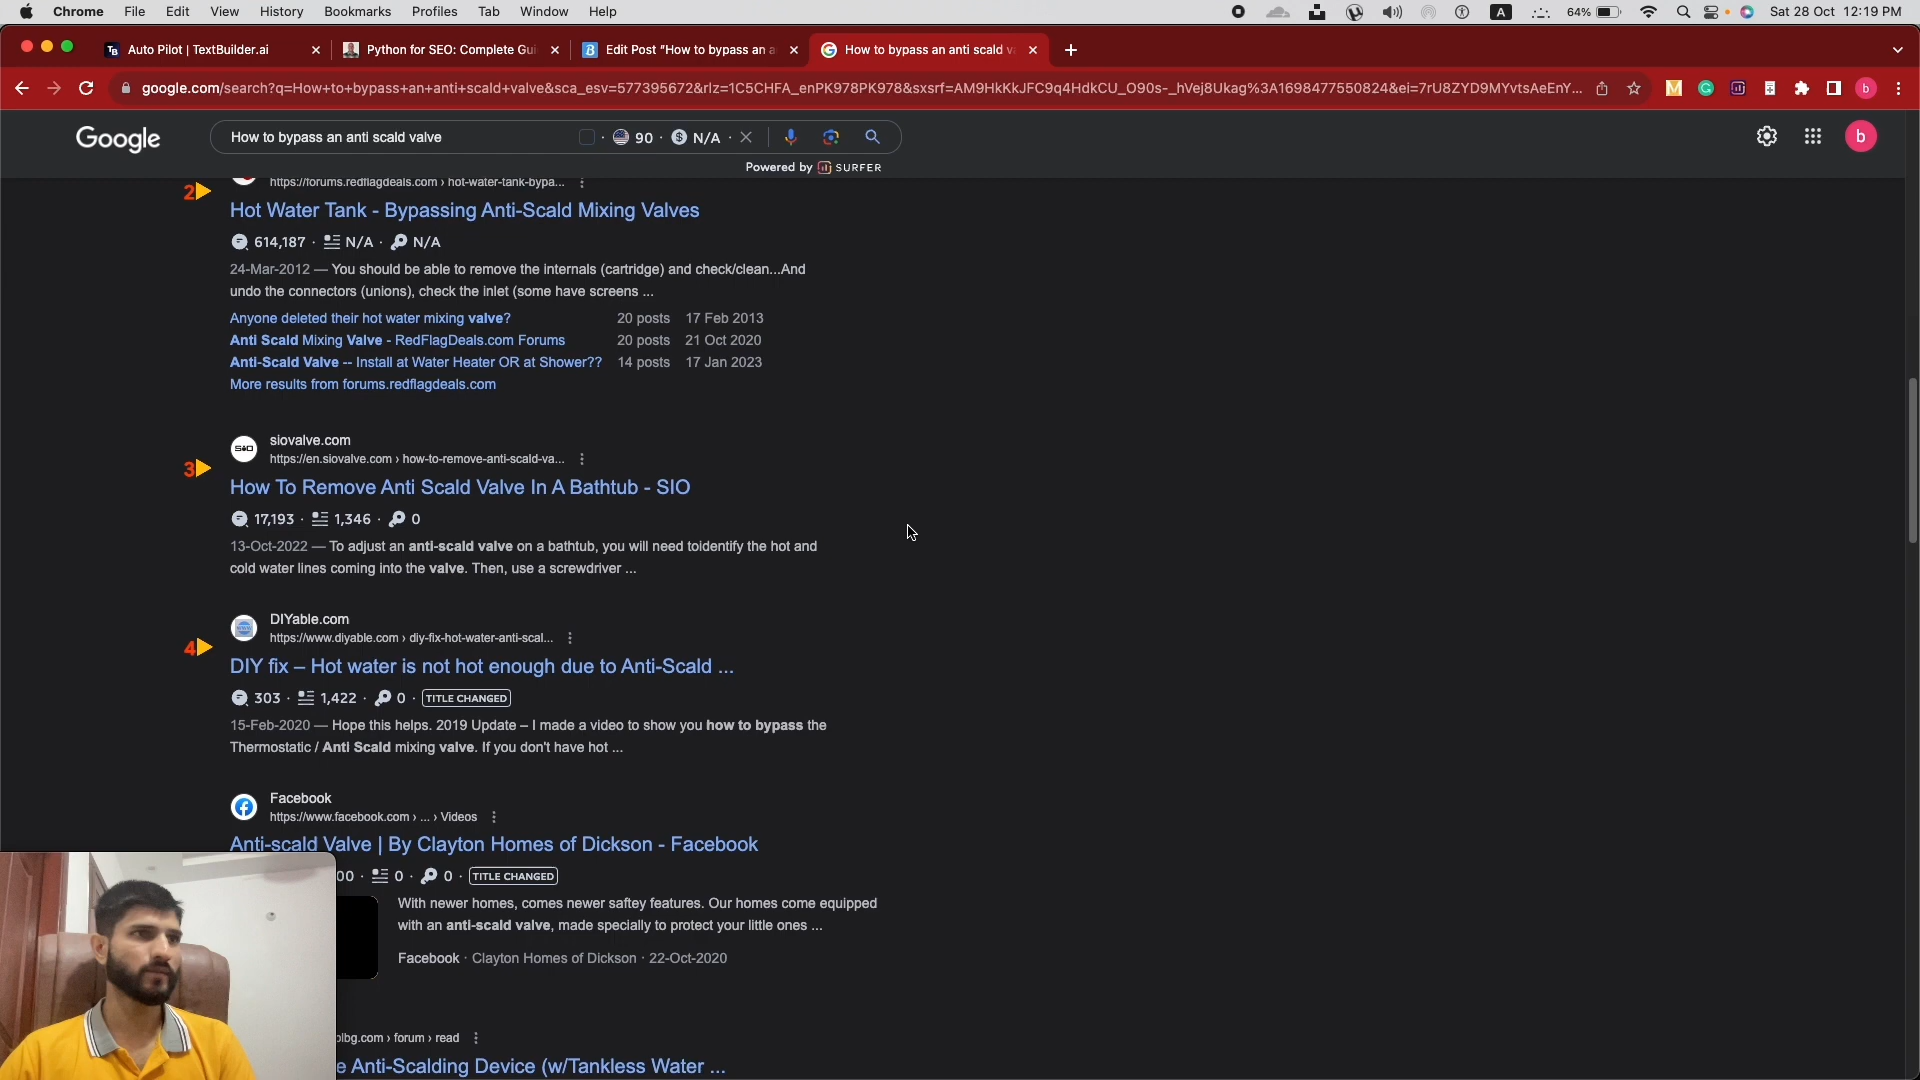 Chrome File Edit View History Bookmarks Profiles Tab Window Help
A 64% Sat 28 Oct 12:19 PM
Auto Pilot | TextBuilder.ai
Python for SEO: Complete Gui
Edit Post "How to bypass an a
How to bypass an anti scald v
google.com/search?q=How+to+bypass+an+anti+scald+valve&sca_esv=577395672&rlz=1C5CHFA_enPK978PK978&sxsrf=AM9HkKkJFC9q4HdkCU_O90s-_hVej8Ukag%3A1698477550824&ei=7rU8ZYD9MYvtsAeEnY...
b
Google
How to bypass an anti scald valve
· 90 · N/A ·
b
Powered by SURFER
https://forums.redflagdeals.com › hot-water-tank-bypa...
2
Hot Water Tank - Bypassing Anti-Scald Mixing Valves
614,187 · N/A · N/A
24-Mar-2012 — You should be able to remove the internals (cartridge) and check/clean...And
undo the connectors (unions), check the inlet (some have screens ...
Anyone deleted their hot water mixing valve? 20 posts 17 Feb 2013
Anti Scald Mixing Valve - RedFlagDeals.com Forums 20 posts 21 Oct 2020
Anti-Scald Valve -- Install at Water Heater OR at Shower?? 14 posts 17 Jan 2023
More results from forums.redflagdeals.com
siovalve.com
https://en.siovalve.com › how-to-remove-anti-scald-va...
3
How To Remove Anti Scald Valve In A Bathtub - SIO
17,193 · 1,346 · 0
13-Oct-2022 — To adjust an anti-scald valve on a bathtub, you will need toidentify the hot and
cold water lines coming into the valve. Then, use a screwdriver ...
DIYable.com
https://www.diyable.com › diy-fix-hot-water-anti-scal...
4
DIY fix – Hot water is not hot enough due to Anti-Scald ...
303 · 1,422 · 0 · TITLE CHANGED
15-Feb-2020 — Hope this helps. 2019 Update – I made a video to show you how to bypass the
Thermostatic / Anti Scald mixing valve. If you don't have hot ...
Facebook
https://www.facebook.com › ... › Videos
Anti-scald Valve | By Clayton Homes of Dickson - Facebook
00 · 0 · 0 · TITLE CHANGED
With newer homes, comes newer saftey features. Our homes come equipped
with an anti-scald valve, made specially to protect your little ones ...
Facebook · Clayton Homes of Dickson · 22-Oct-2020
plbg.com › forum › read
e Anti-Scalding Device (w/Tankless Water ...